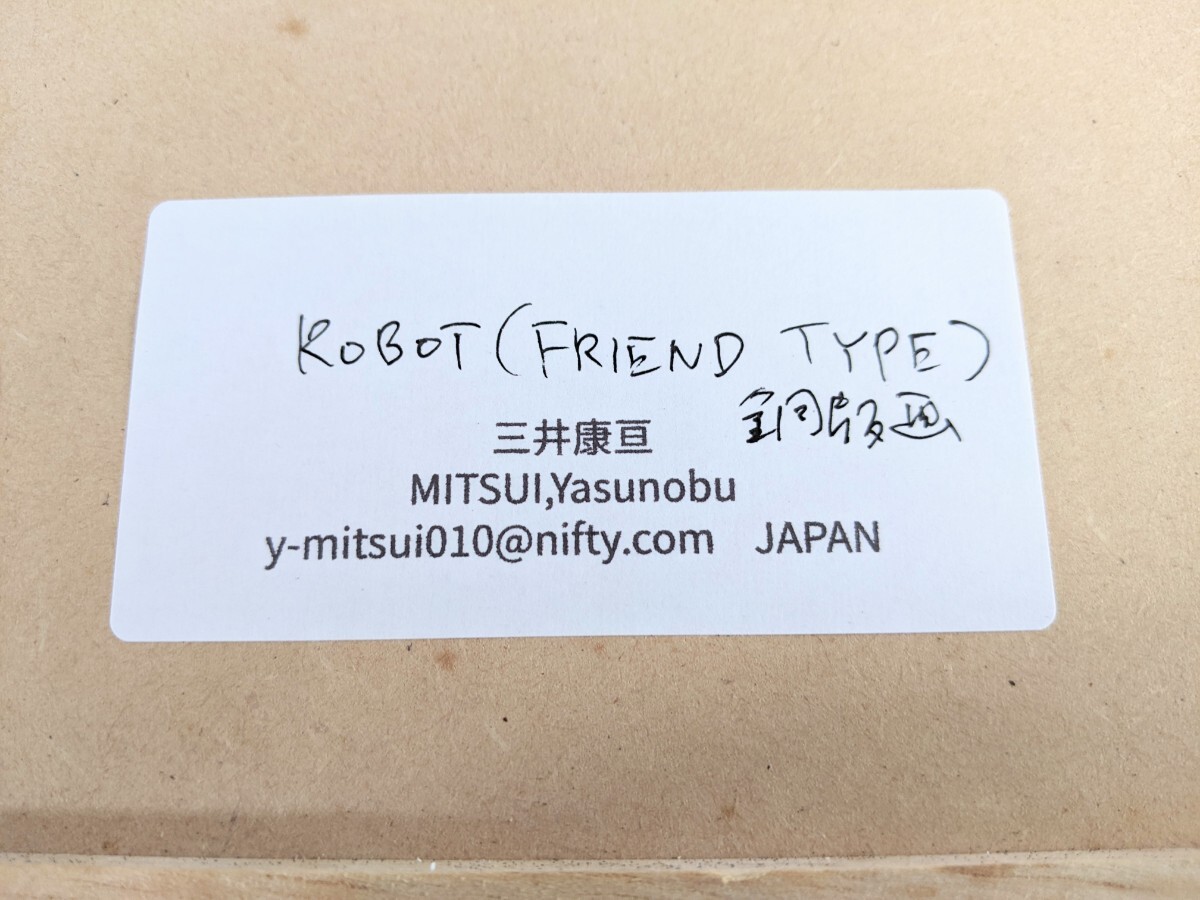 ROBOT (FRIEND TYPE)
銅版画
三井康亘
MITSUI,Yasunobu
y-mitsui010@nifty.com JAPAN